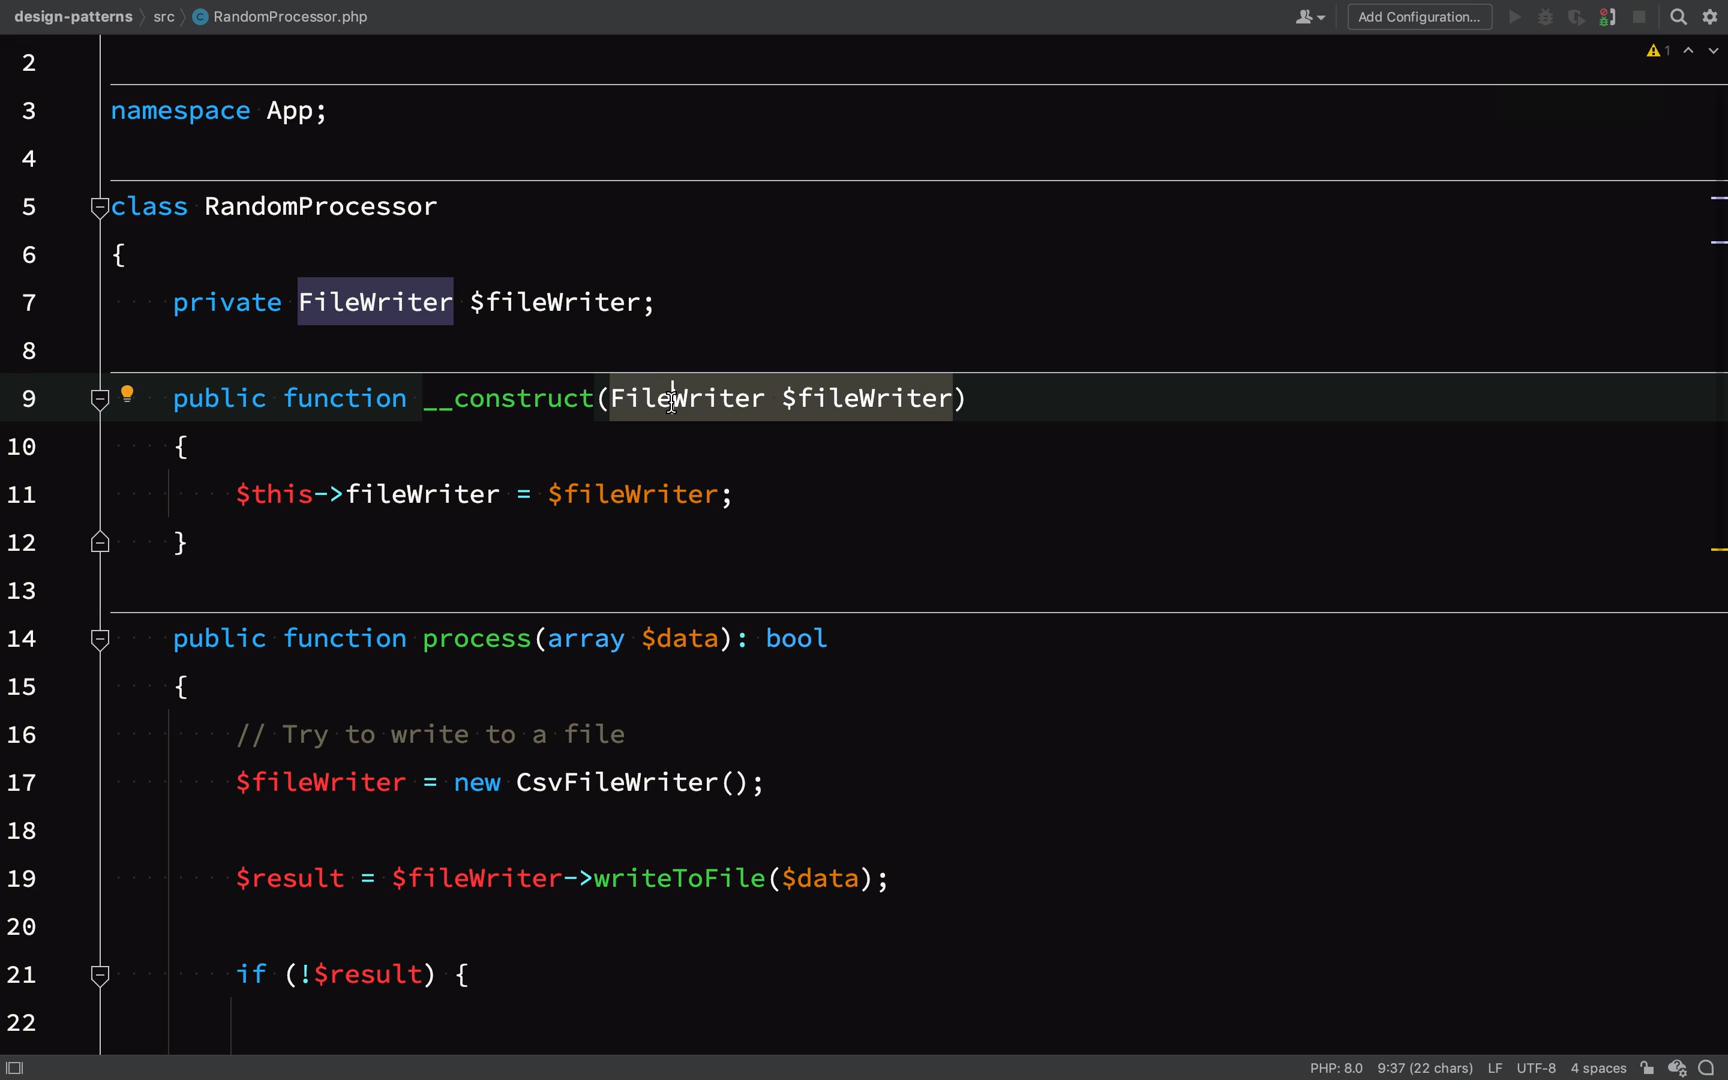 design-patterns src RandomProcessor.php Add Configuration...
1
2
3 namespace App;
4
5 class RandomProcessor
6 {
7 private FileWriter $fileWriter;
8
9 public function __construct(FileWriter $fileWriter)
10 {
11 $this->fileWriter = $fileWriter;
12 }
13
14 public function process(array $data): bool
15 {
16 // Try to write to a file
17 $fileWriter = new CsvFileWriter();
18
19 $result = $fileWriter->writeToFile($data);
20
21 if (!$result) {
22
PHP: 8.0 9:37 (22 chars) LF UTF-8 4 spaces